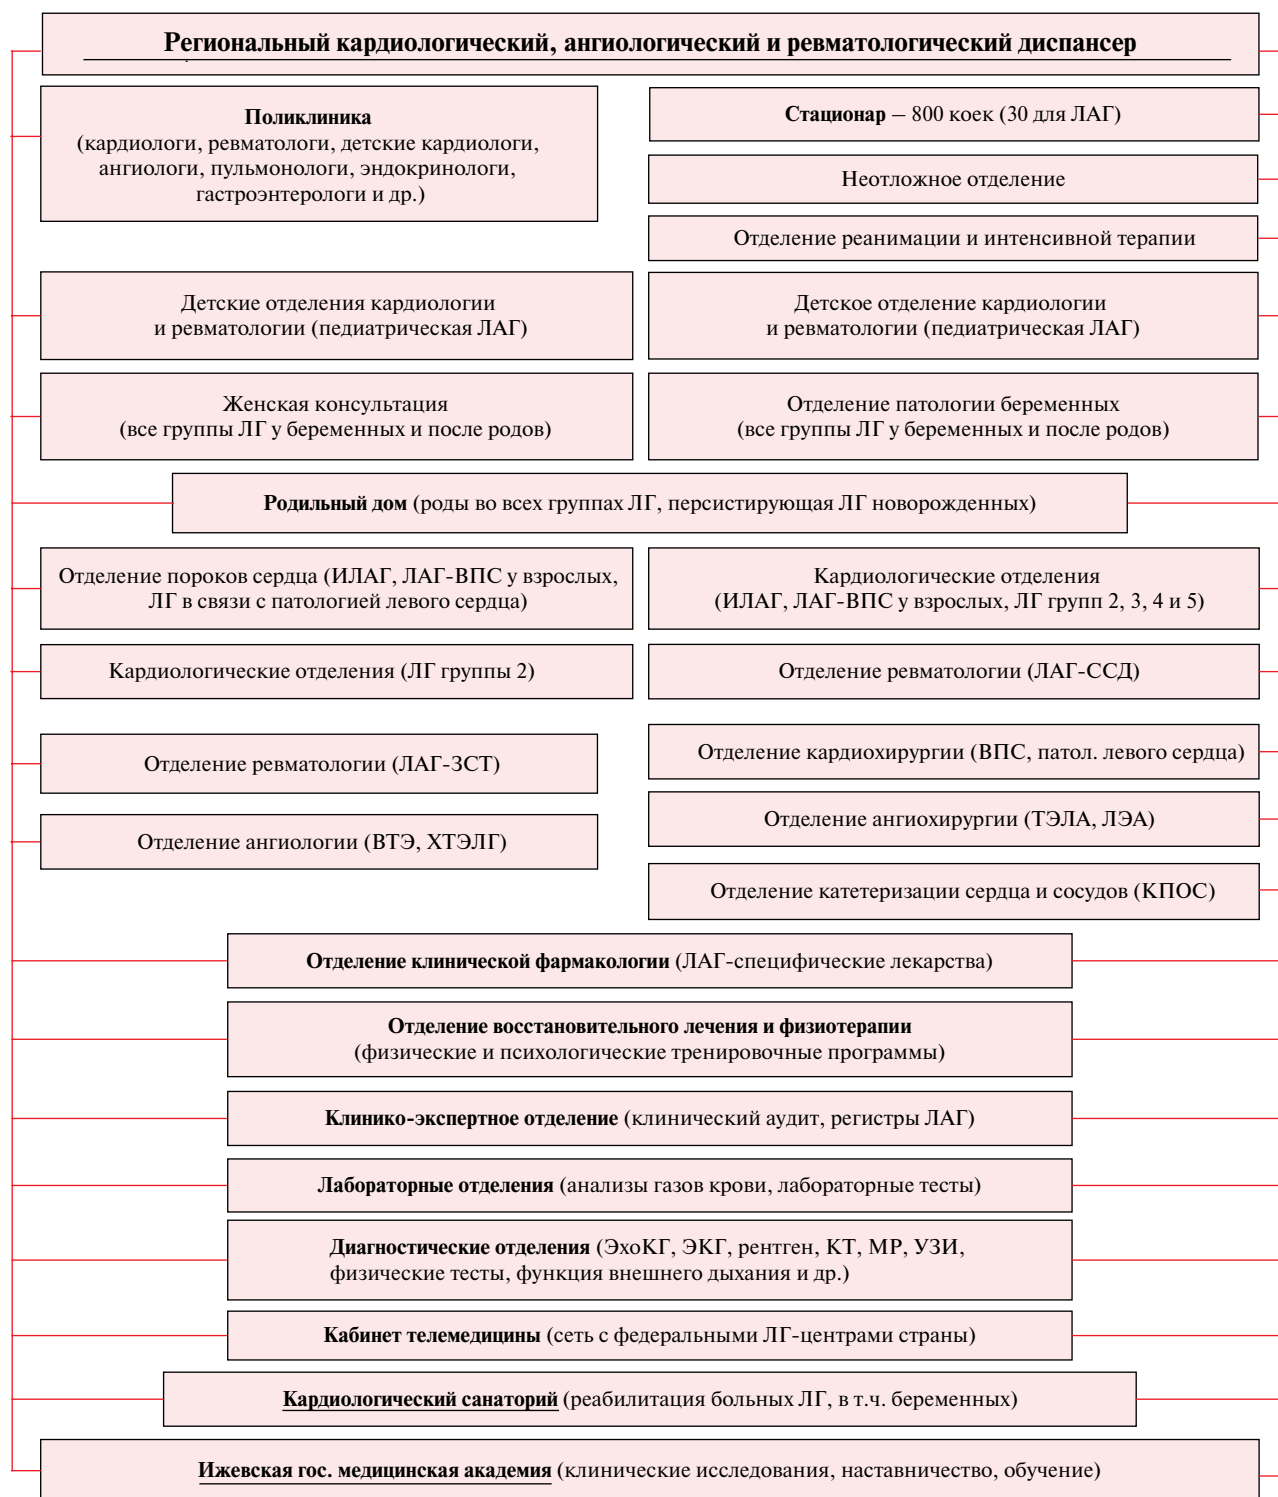 Региональный кардиологический, ангиологический и ревматологический диспансер
Поликлиника
(кардиологи, ревматологи, детские кардиологи,
ангиологи, пульмонологи, эндокринологи,
гастроэнтерологи и др.)
Стационар – 800 коек (30 для ЛАГ)
Неотложное отделение
Отделение реанимации и интенсивной терапии
Детские отделения кардиологии
и ревматологии (педиатрическая ЛАГ)
Детское отделение кардиологии
и ревматологии (педиатрическая ЛАГ)
Женская консультация
(все группы ЛГ у беременных и после родов)
Отделение патологии беременных
(все группы ЛГ у беременных и после родов)
Родильный дом (роды во всех группах ЛГ, персистирующая ЛГ новорожденных)
Отделение пороков сердца (ИЛАГ, ЛАГ-ВПС у взрослых,
ЛГ в связи с патологией левого сердца)
Кардиологические отделения
(ИЛАГ, ЛАГ-ВПС у взрослых, ЛГ групп 2, 3, 4 и 5)
Кардиологические отделения (ЛГ группы 2)
Отделение ревматологии (ЛАГ-ССД)
Отделение ревматологии (ЛАГ-ЗСТ)
Отделение кардиохирургии (ВПС, патол. левого сердца)
Отделение ангиологии (ВТЭ, ХТЭЛГ)
Отделение ангиохирургии (ТЭЛА, ЛЭА)
Отделение катетеризации сердца и сосудов (КПОС)
Отделение клинической фармакологии (ЛАГ-специфические лекарства)
Отделение восстановительного лечения и физиотерапии
(физические и психологические тренировочные программы)
Клинико-экспертное отделение (клинический аудит, регистры ЛАГ)
Лабораторные отделения (анализы газов крови, лабораторные тесты)
Диагностические отделения (ЭхоКГ, ЭКГ, рентген, КТ, МР, УЗИ,
физические тесты, функция внешнего дыхания и др.)
Кабинет телемедицины (сеть с федеральными ЛГ-центрами страны)
Кардиологический санаторий (реабилитация больных ЛГ, в т.ч. беременных)
Ижевская гос. медицинская академия (клинические исследования, наставничество, обучение)